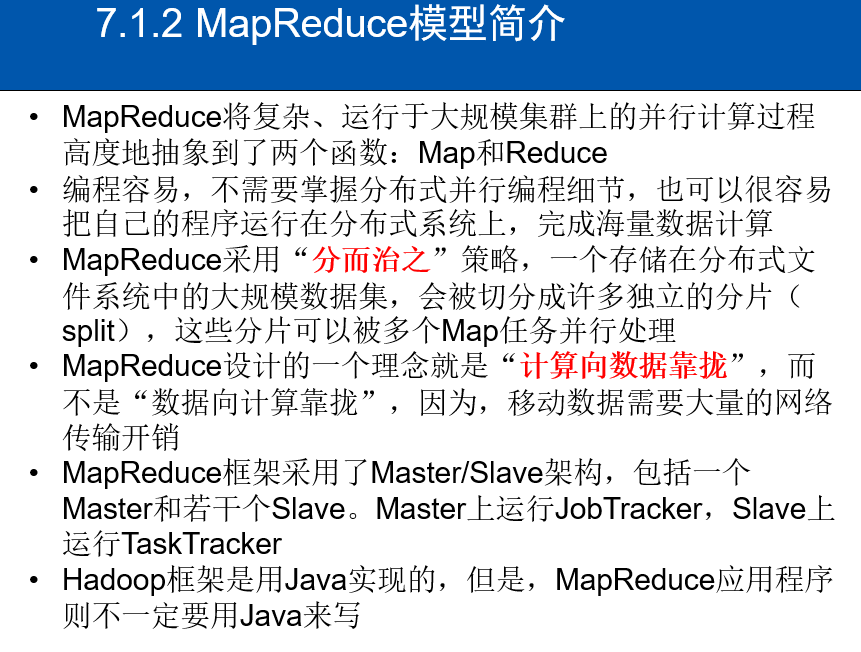 7.1.2 MapReduce模型简介
• MapReduce将复杂、运行于大规模集群上的并行计算过程
高度地抽象到了两个函数：Map和Reduce
• 编程容易，不需要掌握分布式并行编程细节，也可以很容易
把自己的程序运行在分布式系统上，完成海量数据计算
• MapReduce采用“分而治之”策略，一个存储在分布式文
件系统中的大规模数据集，会被切分成许多独立的分片（
split），这些分片可以被多个Map任务并行处理
• MapReduce设计的一个理念就是“计算向数据靠拢”，而
不是“数据向计算靠拢”，因为，移动数据需要大量的网络
传输开销
• MapReduce框架采用了Master/Slave架构，包括一个
Master和若干个Slave。Master上运行JobTracker，Slave上
运行TaskTracker
• Hadoop框架是用Java实现的，但是，MapReduce应用程序
则不一定要用Java来写